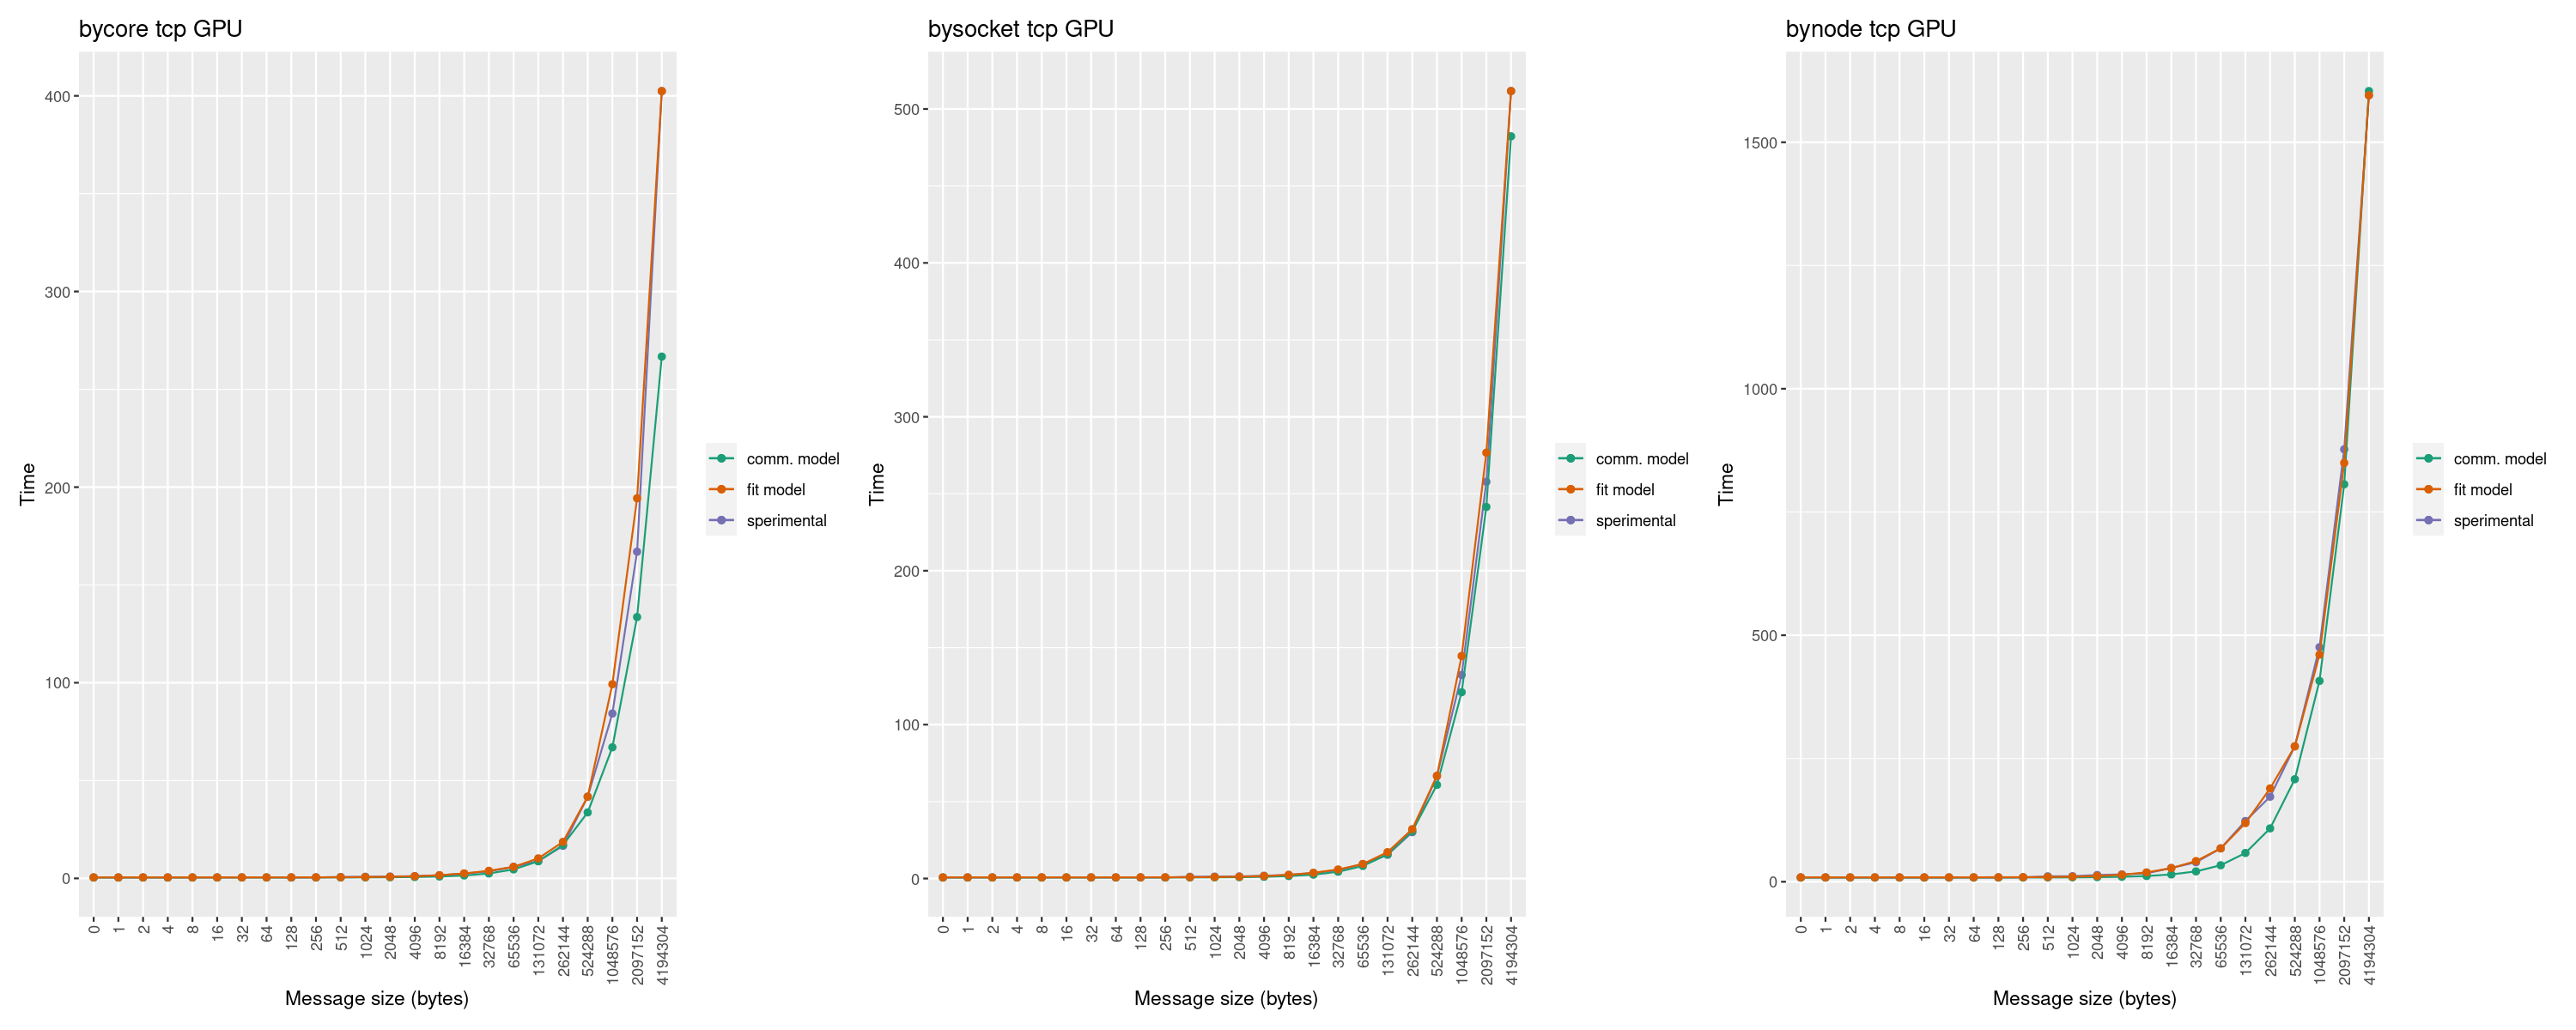 bycore tcp GPU
400
300
200
100
0
Time
0 1 2 4 8 16 32 64 128 256 512 1024 2048 4096 8192 16384 32768 65536 131072 262144 524288 1048576 2097152 4194304
Message size (bytes)
comm. model
fit model
sperimental
bysocket tcp GPU
500
400
300
200
100
0
Time
0 1 2 4 8 16 32 64 128 256 512 1024 2048 4096 8192 16384 32768 65536 131072 262144 524288 1048576 2097152 4194304
Message size (bytes)
comm. model
fit model
sperimental
bynode tcp GPU
1500
1000
500
0
Time
0 1 2 4 8 16 32 64 128 256 512 1024 2048 4096 8192 16384 32768 65536 131072 262144 524288 1048576 2097152 4194304
Message size (bytes)
comm. model
fit model
sperimental